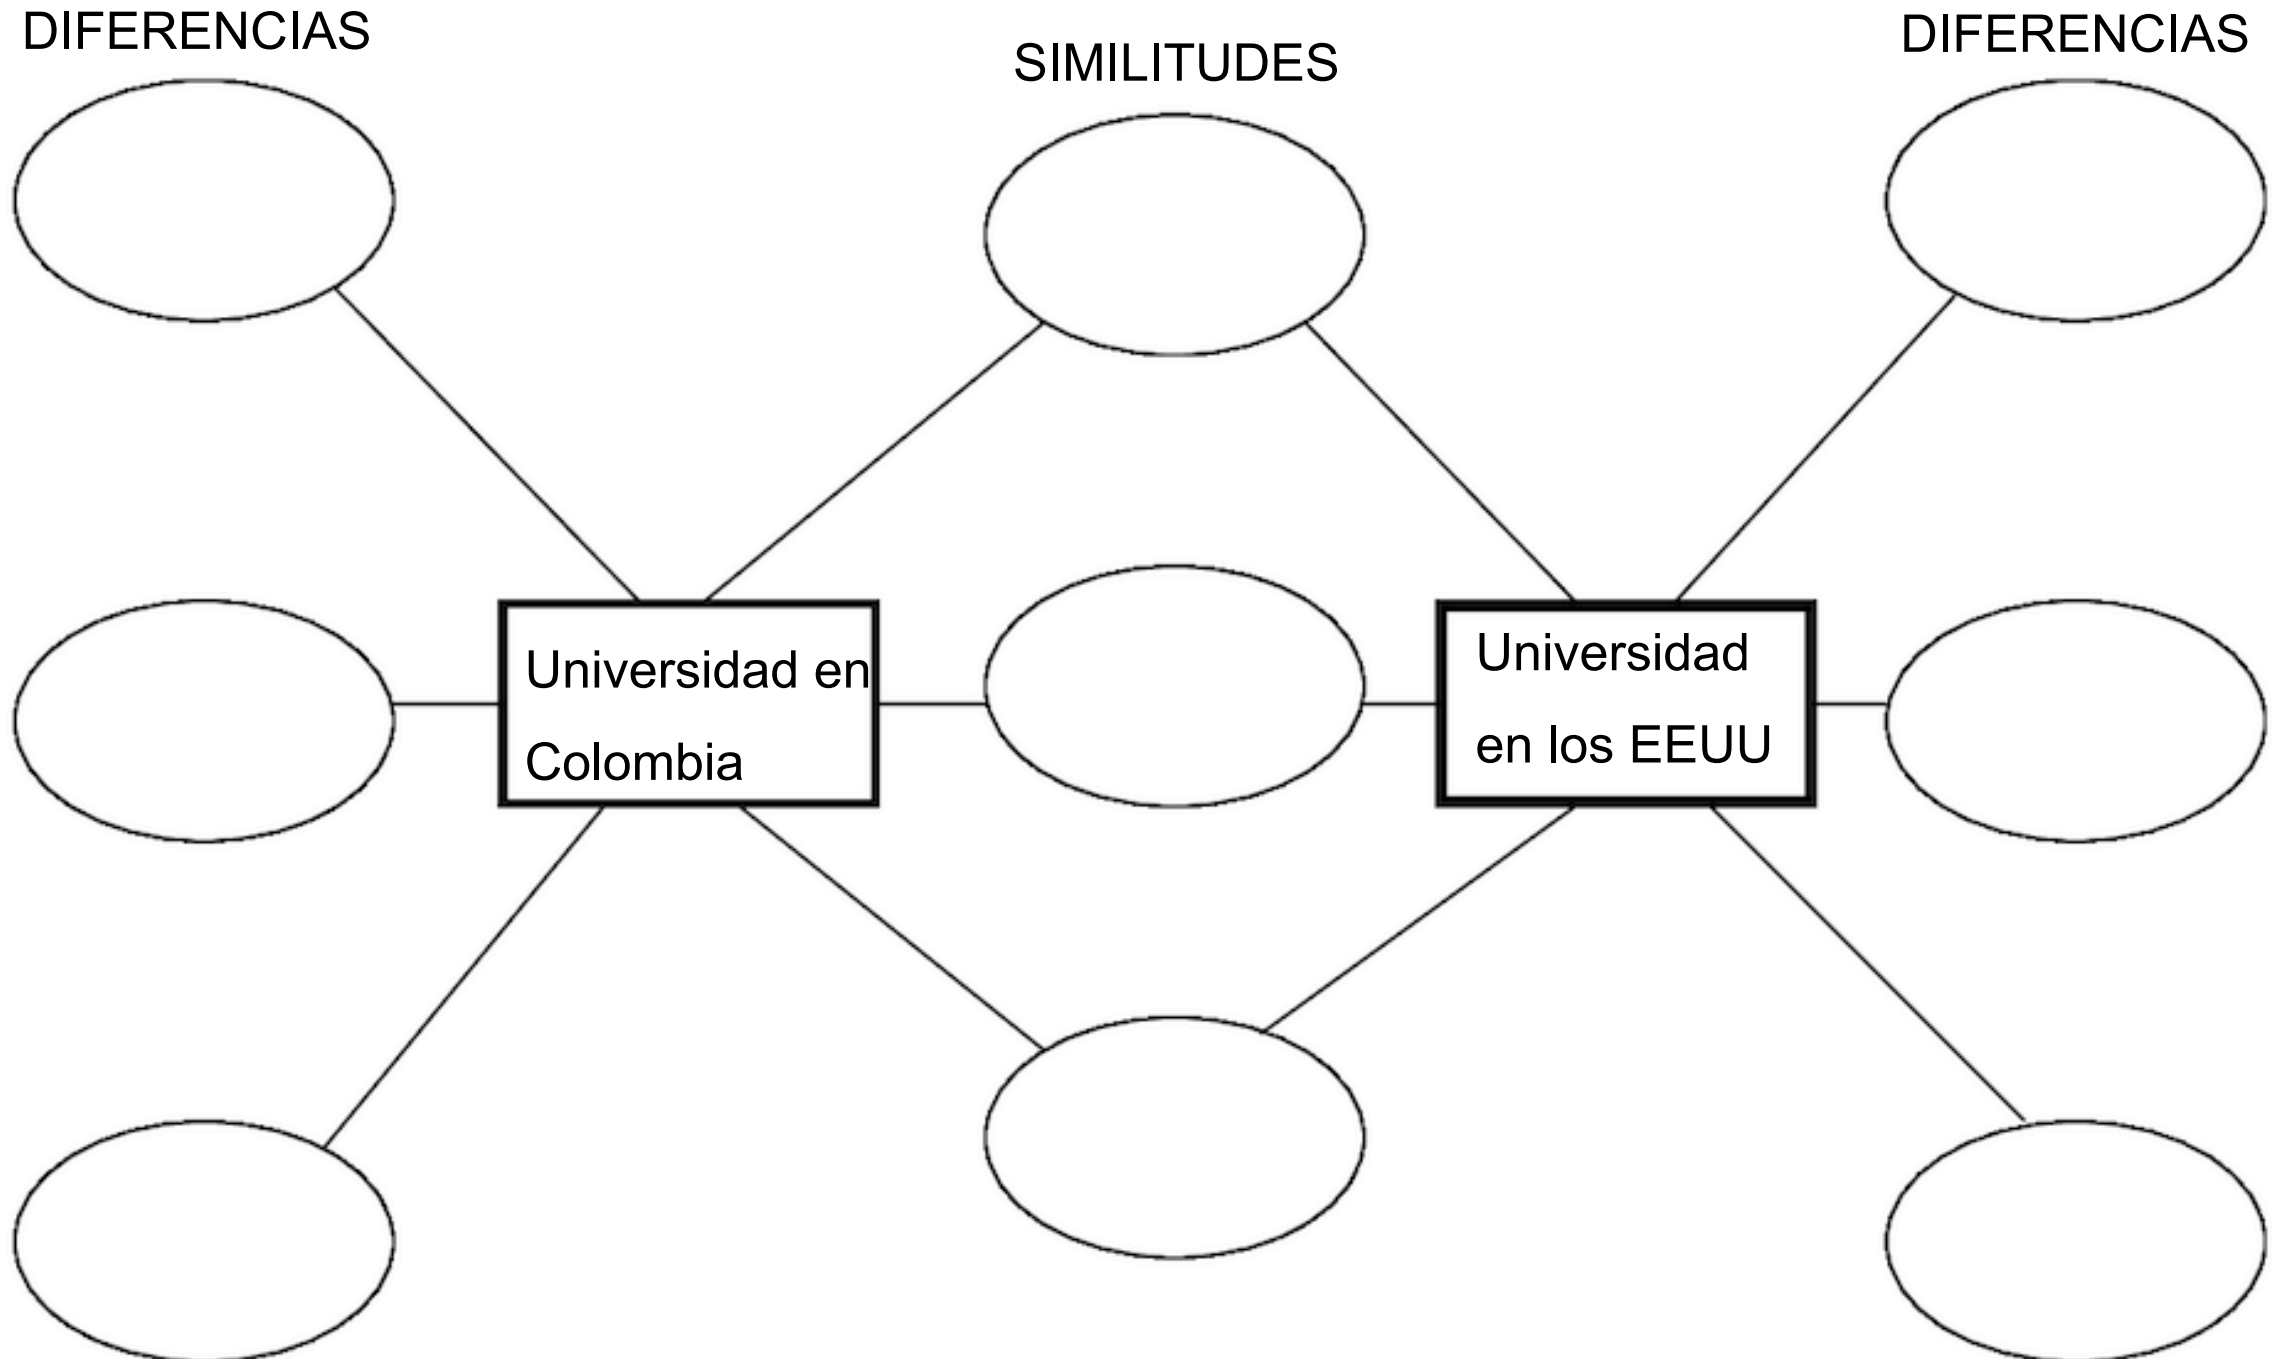 DIFERENCIAS
SIMILITUDES
DIFERENCIAS
Universidad en
Colombia
Universidad
en los EEUU